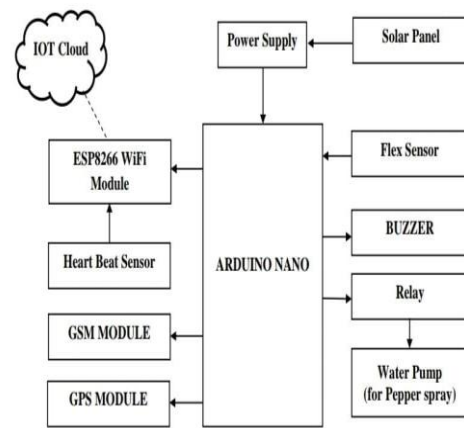 IOT Cloud
Power Supply
Solar Panel
ESP8266 WiFi
Module
Flex Sensor
BUZZER
Heart Beat Sensor
ARDUINO NANO
Relay
GSM MODULE
Water Pump
(for Pepper spray)
GPS MODULE